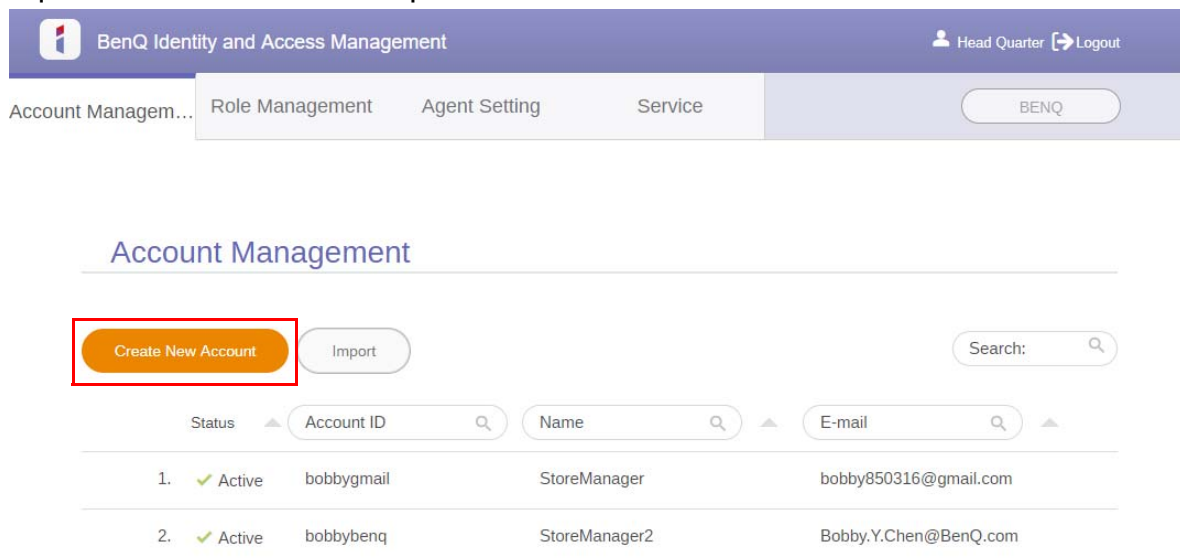 BenQ Identity and Access Management Head Quarter Logout
Account Managem... Role Management Agent Setting Service BENQ
Account Management
Create New Account Import Search:
Status Account ID Name E-mail
1. Active bobbygmail StoreManager bobby850316@gmail.com
2. Active bobbybenq StoreManager2 Bobby.Y.Chen@BenQ.com